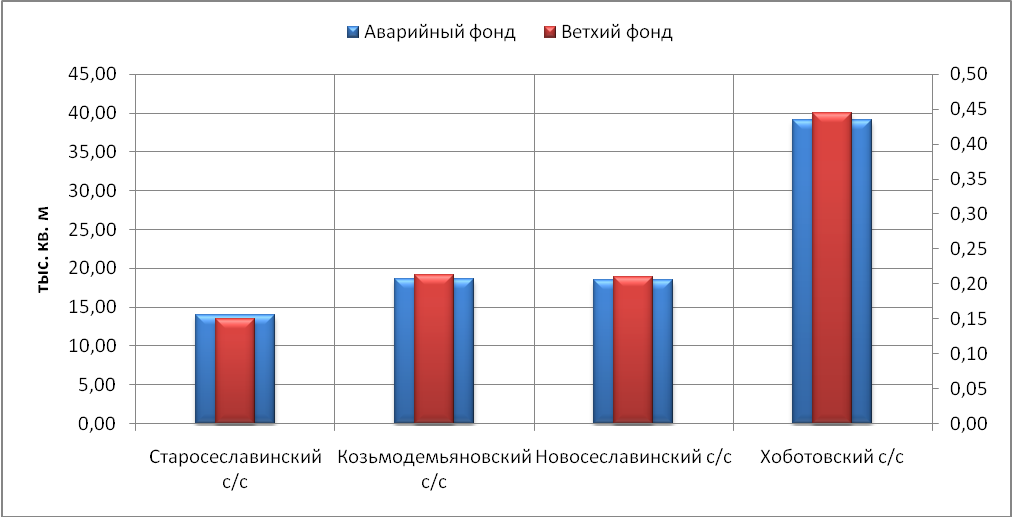 Аварийный фонд Ветхий фонд
45,00 0,50
40,00 0,45
35,00 0,40
30,00 0,35
25,00 0,30
20,00 0,25
15,00 0,20
10,00 0,15
5,00 0,10
0,00 0,05
0,00
тыс. кв. м
Старосеславинский с/с
Козьмодемьяновский с/с
Новосеславинский с/с
Хоботовский с/с